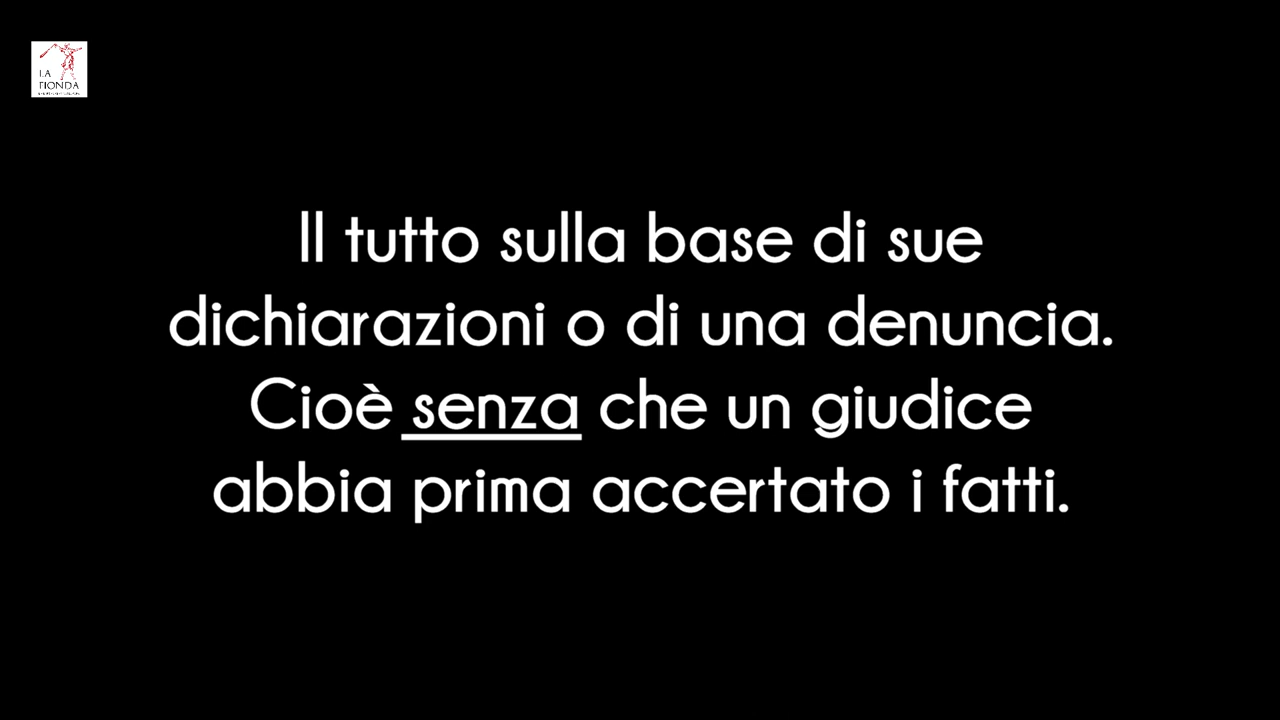 LA
FIONDA
Il tutto sulla base di sue
dichiarazioni o di una denuncia.
Cioè senza che un giudice
abbia prima accertato i fatti.